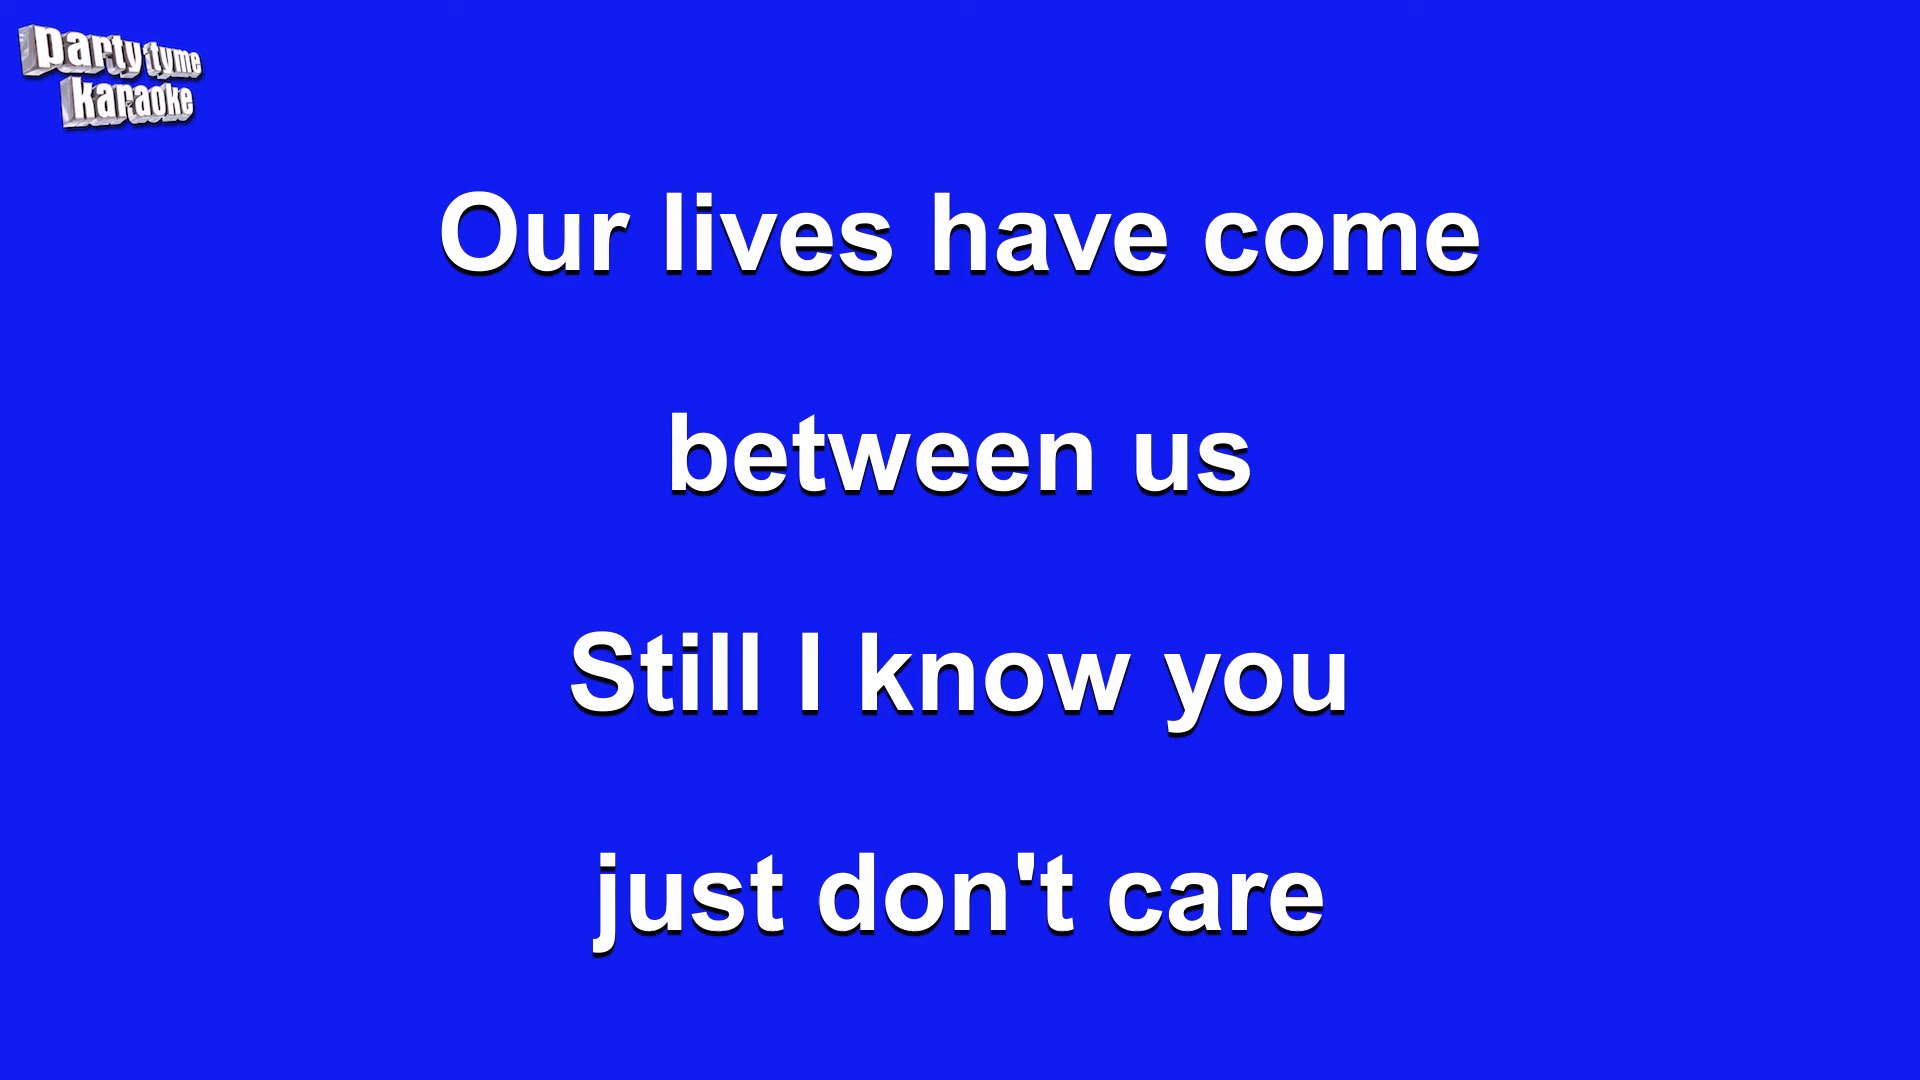 party tyme
karaoke
Our lives have come
between us
Still I know you
just don't care